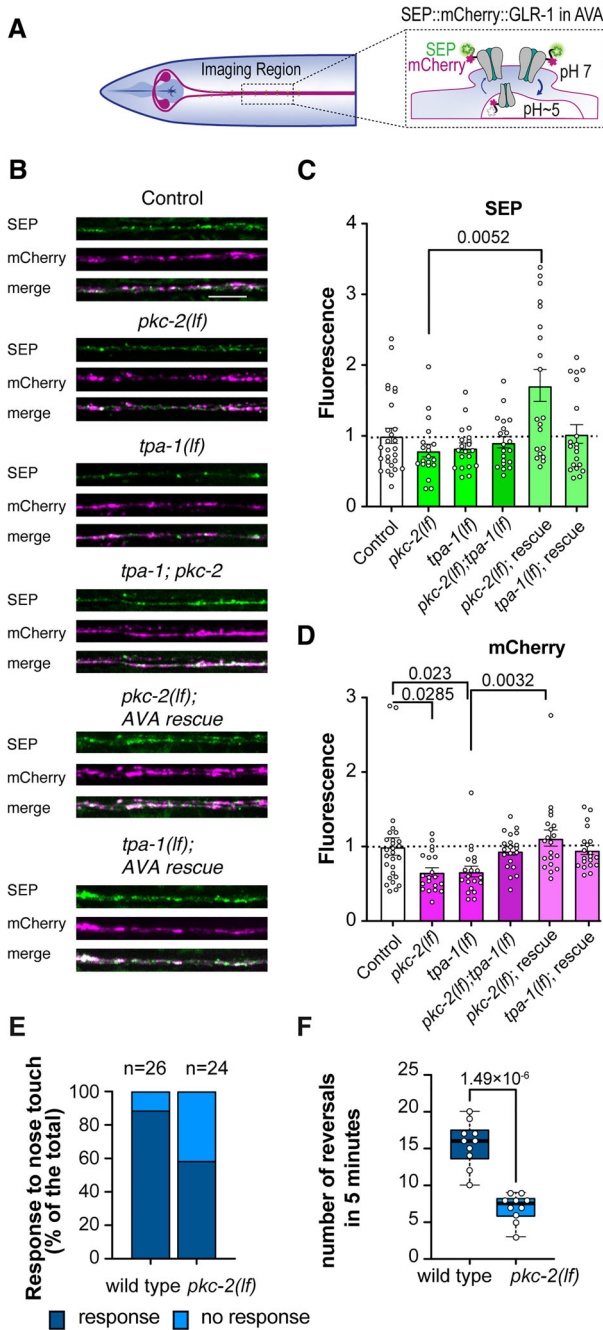 A
SEP::mCherry::GLR-1 in AVA
Imaging Region
SEP
mCherry
pH 7
pH~5
B
Control
SEP
mCherry
merge
pkc-2(lf)
SEP
mCherry
merge
tpa-1(lf)
SEP
mCherry
merge
tpa-1; pkc-2
SEP
mCherry
merge
pkc-2(lf);
AVA rescue
SEP
mCherry
merge
tpa-1(lf);
AVA rescue
SEP
mCherry
merge
C
SEP
0.0052
Fluorescence
4
3
2
1
0
Control
pkc-2(lf)
tpa-1(lf)
pkc-2(lf);tpa-1(lf)
pkc-2(lf); rescue
tpa-1(lf); rescue
D
mCherry
0.023
0.0285
0.0032
Fluorescence
3
2
1
0
Control
pkc-2(lf)
tpa-1(lf)
pkc-2(lf);tpa-1(lf)
pkc-2(lf); rescue
tpa-1(lf); rescue
E
n=26 n=24
Response to nose touch
(% of the total)
100
80
60
40
20
0
wild type pkc-2(lf)
response no response
F
1.49×10-6
number of reversals
in 5 minutes
25
20
15
10
5
0
wild type pkc-2(lf)